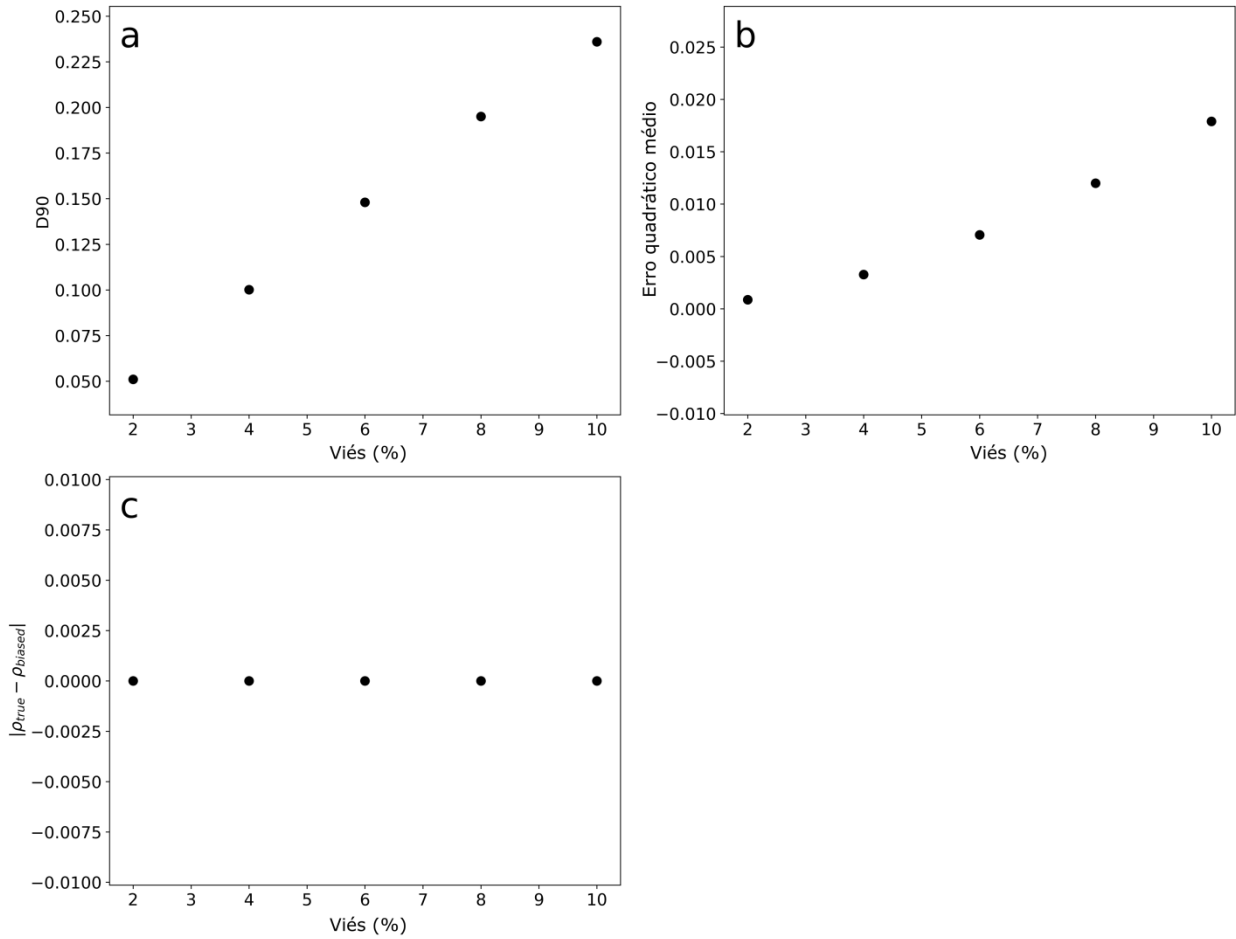 a
0.250
0.225
0.200
0.175
0.150
0.125
0.100
0.075
0.050
D90
2 3 4 5 6 7 8 9 10
Viés (%)
b
0.025
0.020
0.015
0.010
0.005
0.000
−0.005
−0.010
Erro quadrático médio
2 3 4 5 6 7 8 9 10
Viés (%)
c
0.0100
0.0075
0.0050
0.0025
0.0000
−0.0025
−0.0050
−0.0075
−0.0100
|ρtrue − ρbiased|
2 3 4 5 6 7 8 9 10
Viés (%)